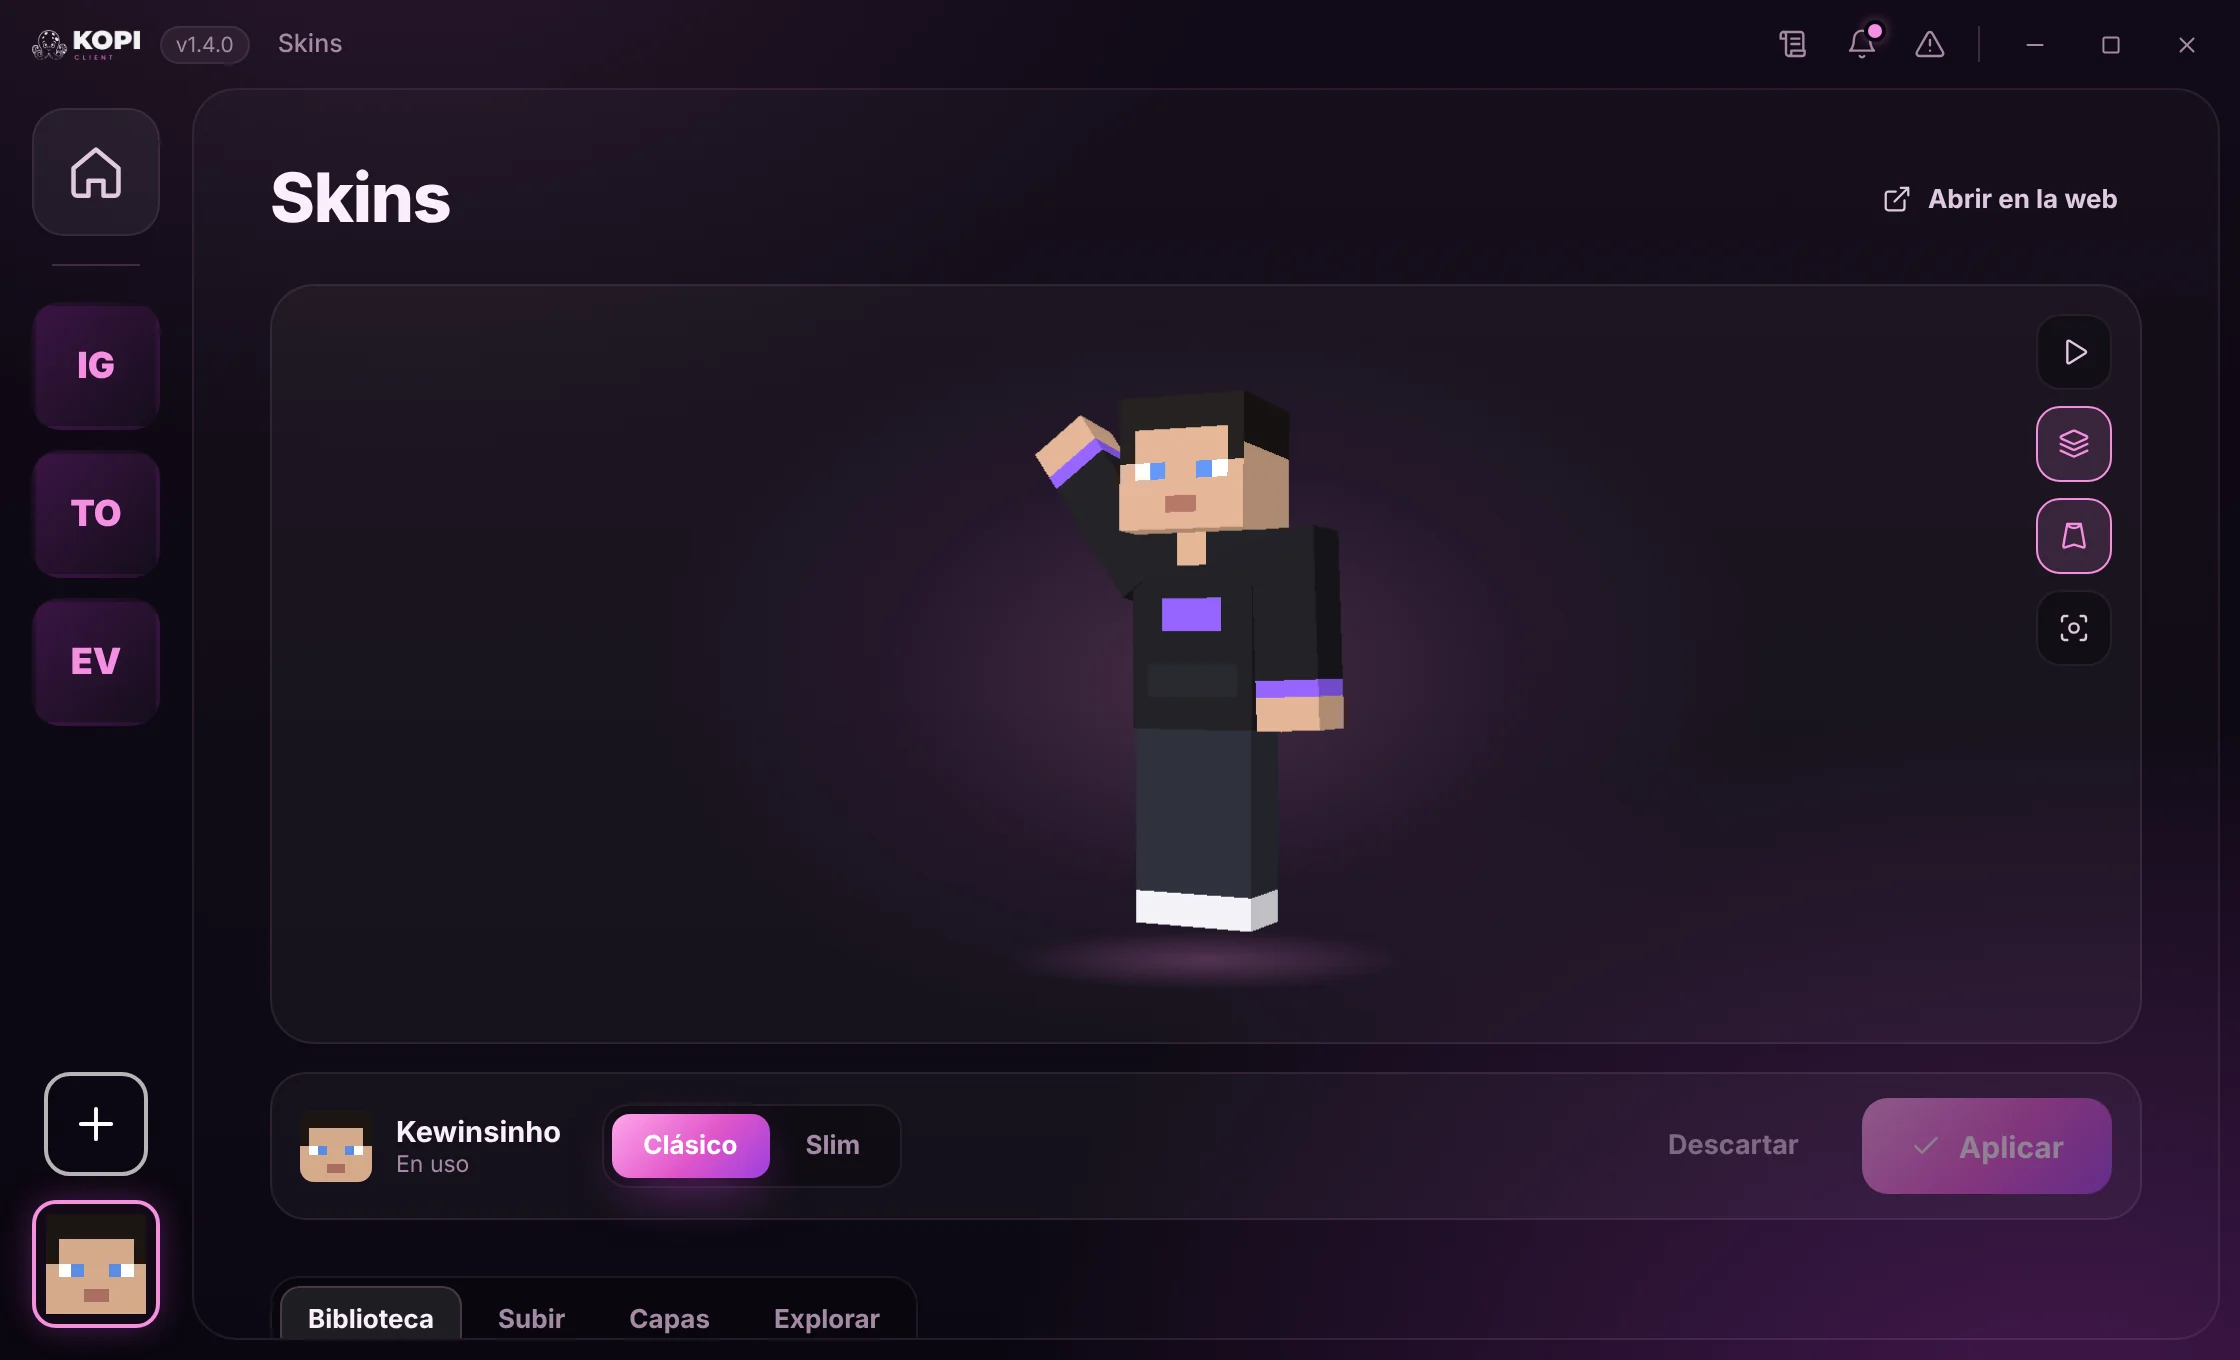 KOPI
CLIENT
v1.4.0
Skins
Skins
Abrir en la web
IG
TO
EV
Kewinsinho
En uso
Clásico
Slim
Descartar
Aplicar
Biblioteca
Subir
Capas
Explorar